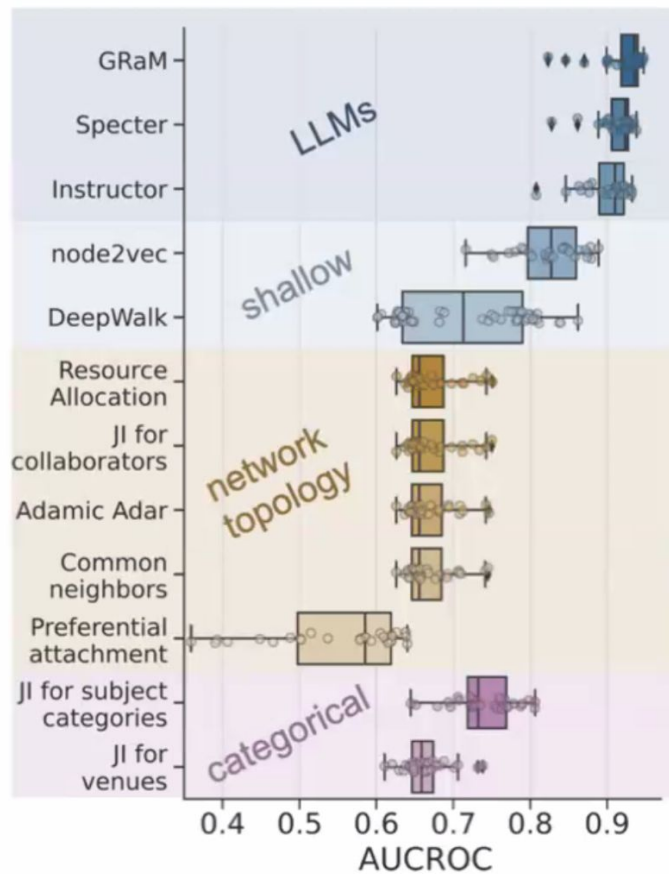 GRaM
Specter
Instructor
LLMs
node2vec
DeepWalk
shallow
Resource
Allocation
JI for
collaborators
Adamic Adar
Common
neighbors
Preferential
attachment
network
topology
JI for subject
categories
JI for
venues
categorical
0.4 0.5 0.6 0.7 0.8 0.9
AUCROC